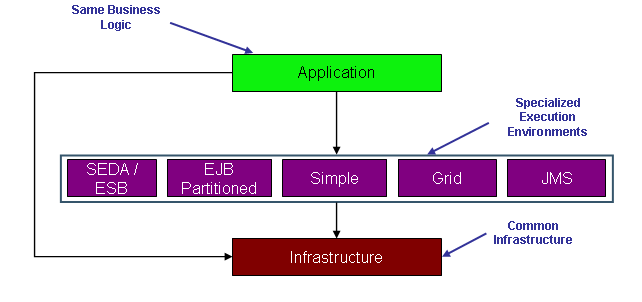 Same Business
Logic
Application
Specialized
Execution
Environments
SEDA /
ESB
EJB
Partitioned
Simple
Grid
JMS
Common
Infrastructure
Infrastructure